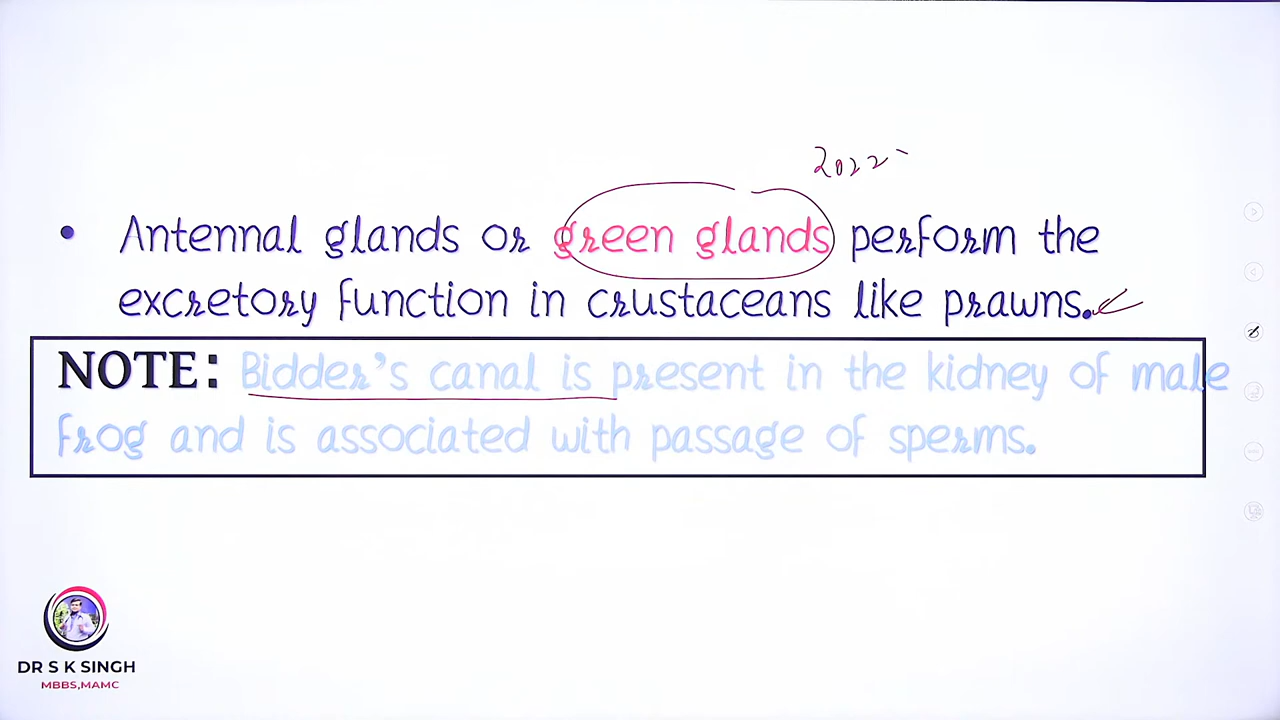 2022
• Antennal glands or green glands perform the
excretory function in crustaceans like prawns.
NOTE: Bidder's canal is present in the kidney of male
frog and is associated with passage of sperms.
DR S K SINGH
MBBS,MAMC